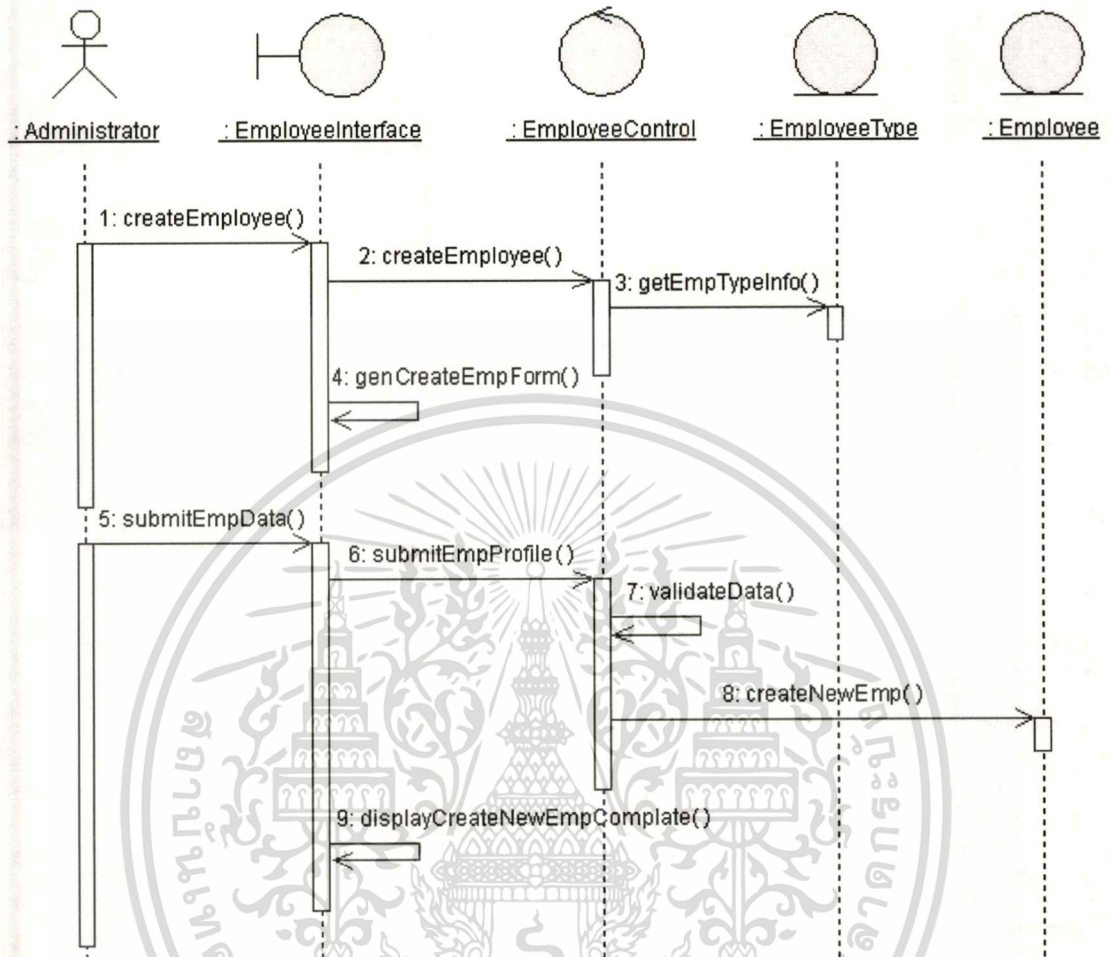 : Administrator
: EmployeeInterface
: EmployeeControl
: EmployeeType
: Employee
1: createEmployee()
2: createEmployee()
3: getEmpTypeInfo()
4: genCreateEmpForm()
5: submitEmpData()
6: submitEmpProfile()
7: validateData()
8: createNewEmp()
9: displayCreateNewEmpComplate()